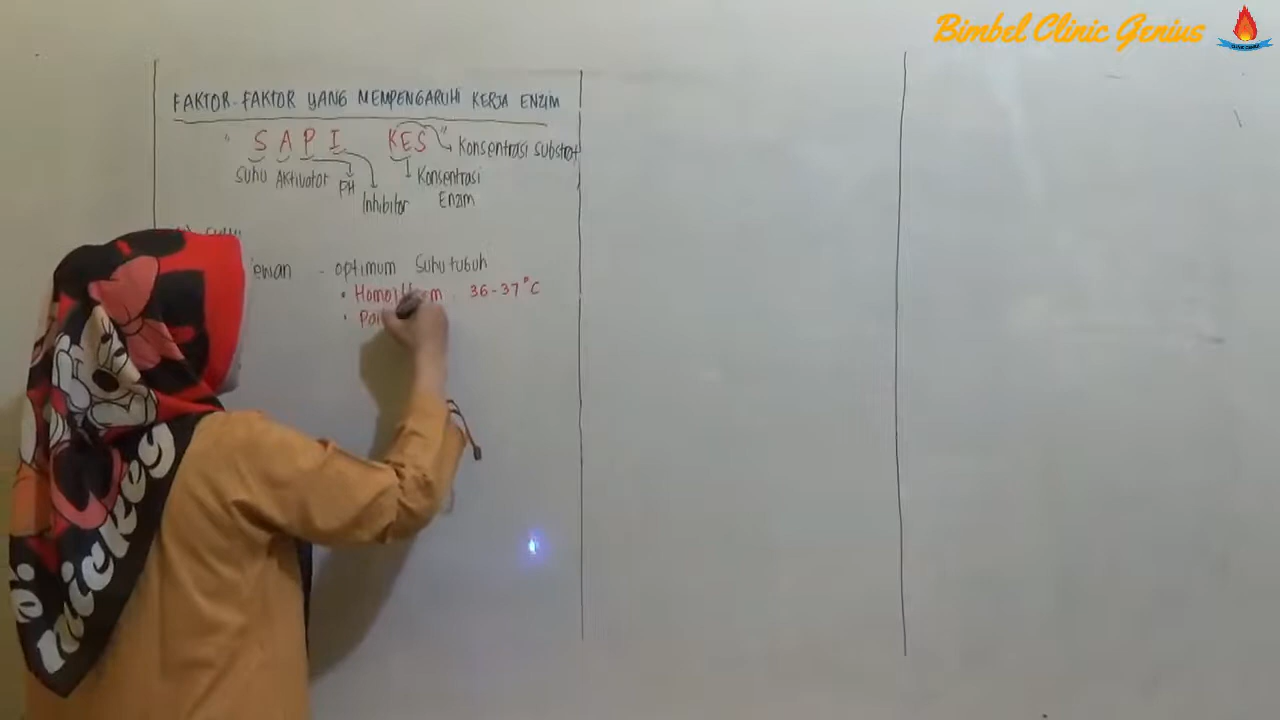 Bimbel Clinic Genius
FAKTOR-FAKTOR YANG MEMPENGARUHI KERJA ENZIM
" S A P I KES "
Konsentrasi Substrat
Suhu Aktivator PH Konsentrasi
Inhibitor Enzim
- optimum Suhu tubuh
36-37°C
mickey